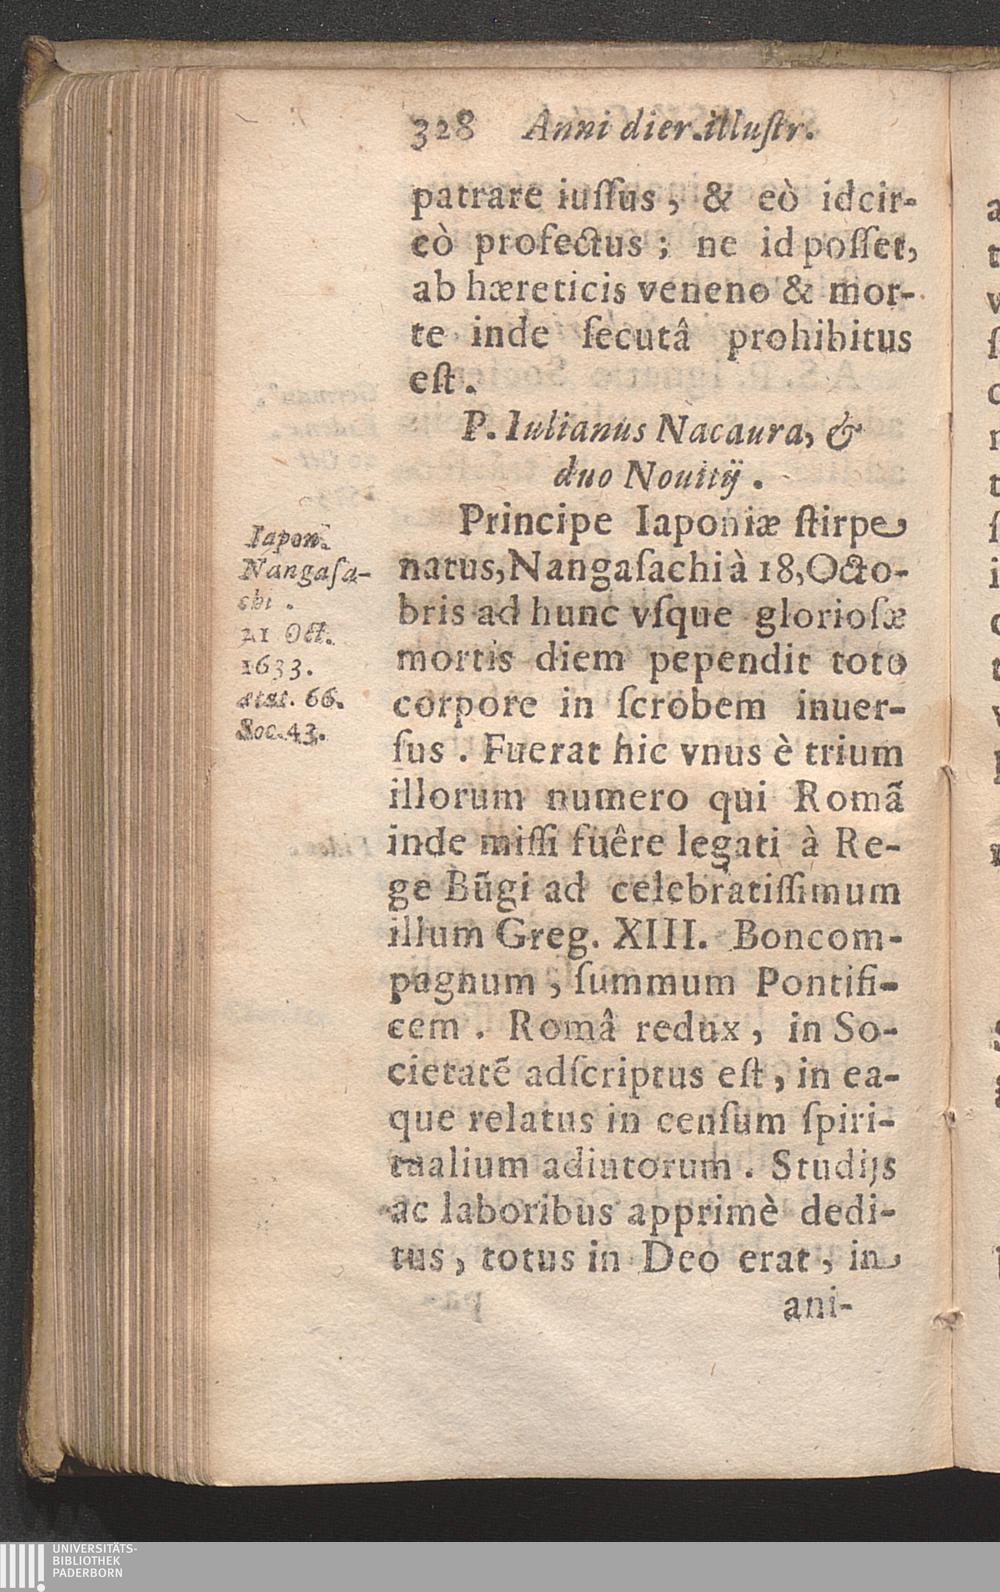 328 Anni dier. illuſtr.
patrare iuſſus, & eò idcir-
cò profectus; ne id poſſet,
ab hæreticis veneno & mor-
te inde ſecutâ prohibitus
eſt.
P. Iulianus Nacaura, &
duo Nouitij.
Iapon.
Nangaſa-
chi.
21 Oct.
1633.
ætat. 66.
Soc. 43.
Principe Iaponiæ ſtirpe
natus, Nangaſachi à 18, Octo-
bris ad hunc vſque glorioſæ
mortis diem pependit toto
corpore in ſcrobem inuer-
ſus. Fuerat hic vnus è trium
illorum numero qui Romã
inde miſſi fuêre legati à Re-
ge Bũgi ad celebratiſſimum
illum Greg. XIII. Boncom-
pagnum, ſummum Pontifi-
cem. Româ redux, in So-
cietatẽ adſcriptus eſt, in ea-
que relatus in cenſum ſpiri-
tualium adiutorum. Studijs
ac laboribus apprimè dedi-
tus, totus in Deo erat, in
ani-
UNIVERSITÄTS-
BIBLIOTHEK
PADERBORN